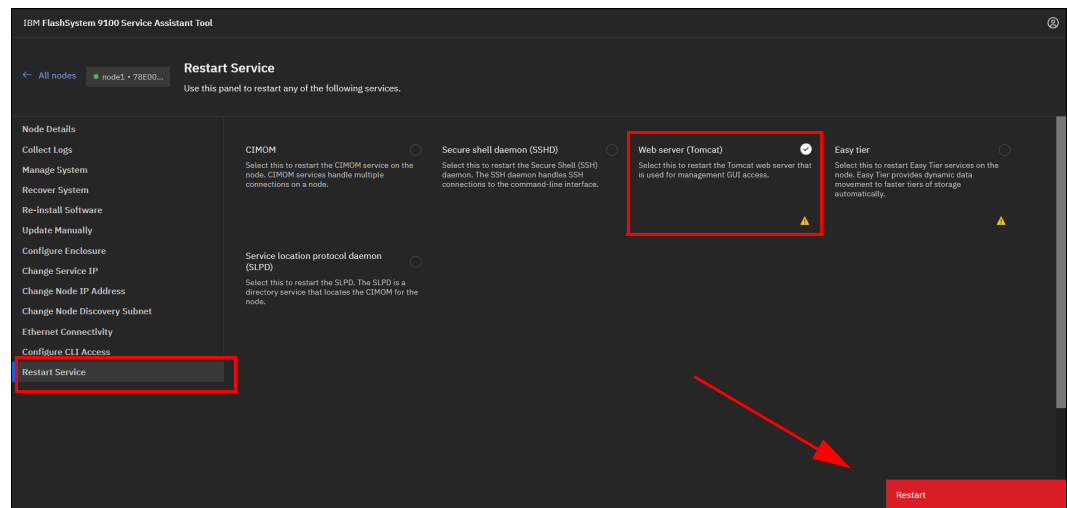 IBM FlashSystem 9100 Service Assistant Tool
← All nodes
node1 • 78E00...
Restart Service
Use this panel to restart any of the following services.
Node Details
Collect Logs
Manage System
Recover System
Re-install Software
Update Manually
Configure Enclosure
Change Service IP
Change Node IP Address
Change Node Discovery Subnet
Ethernet Connectivity
Configure CLI Access
Restart Service
CIMOM
Select this to restart the CIMOM service on the
node. CIMOM services handle multiple
connections on a node.
Secure shell daemon (SSHD)
Select this to restart the Secure Shell (SSH)
daemon. The SSH daemon handles SSH
connections to the command-line interface.
Web server (Tomcat)
Select this to restart the Tomcat web server that
is used for management GUI access.
Easy tier
Select this to restart Easy Tier services on the
node. Easy Tier provides dynamic data
movement to faster tiers of storage
automatically.
Service location protocol daemon
(SLPD)
Select this to restart the SLPD. The SLPD is a
directory service that locates the CIMOM for the
node.
Restart